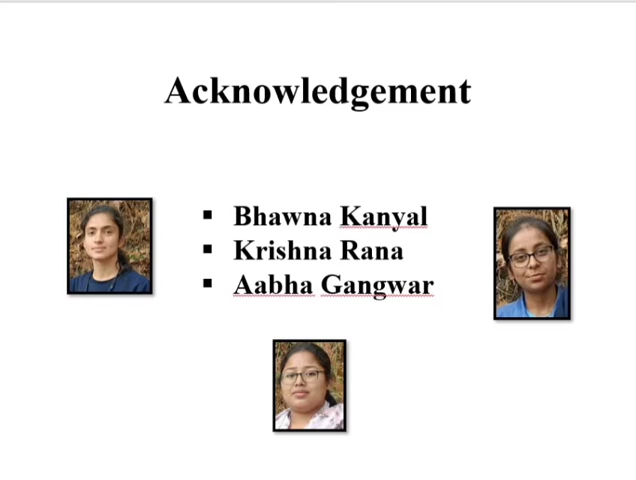 Acknowledgement
▪ Bhawna Kanyal
▪ Krishna Rana
▪ Aabha Gangwar